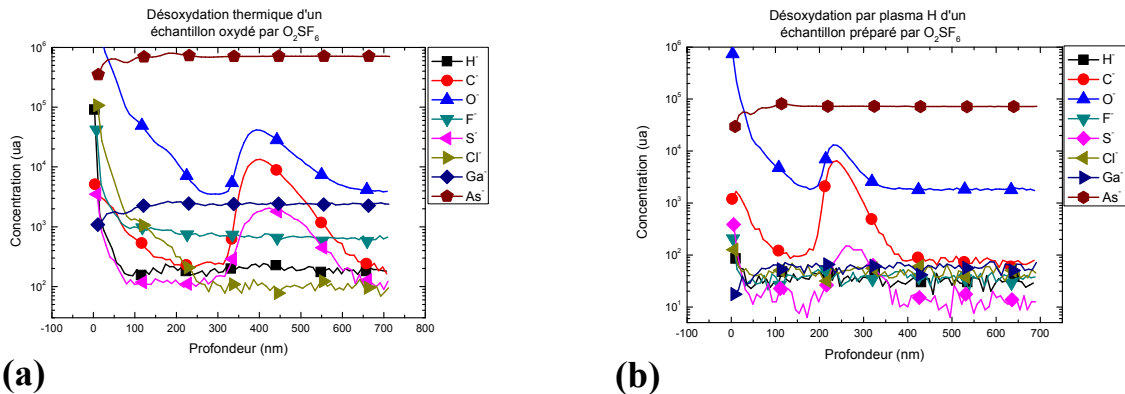 Désoxydation thermique d'un
échantillon oxydé par O₂SF₆
10⁶
10⁵
10⁴
10³
10²
Concentration (ua)
-100 0 100 200 300 400 500 600 700 800
Profondeur (nm)
H⁻
C⁻
O⁻
F⁻
S⁻
Cl⁻
Ga⁻
As⁻
(a)
Désoxydation par plasma H d'un
échantillon préparé par O₂SF₆
10⁶
10⁵
10⁴
10³
10²
10¹
Concentration (ua)
-100 0 100 200 300 400 500 600 700
Profondeur (nm)
H⁻
C⁻
O⁻
F⁻
S⁻
Cl⁻
Ga⁻
As⁻
(b)